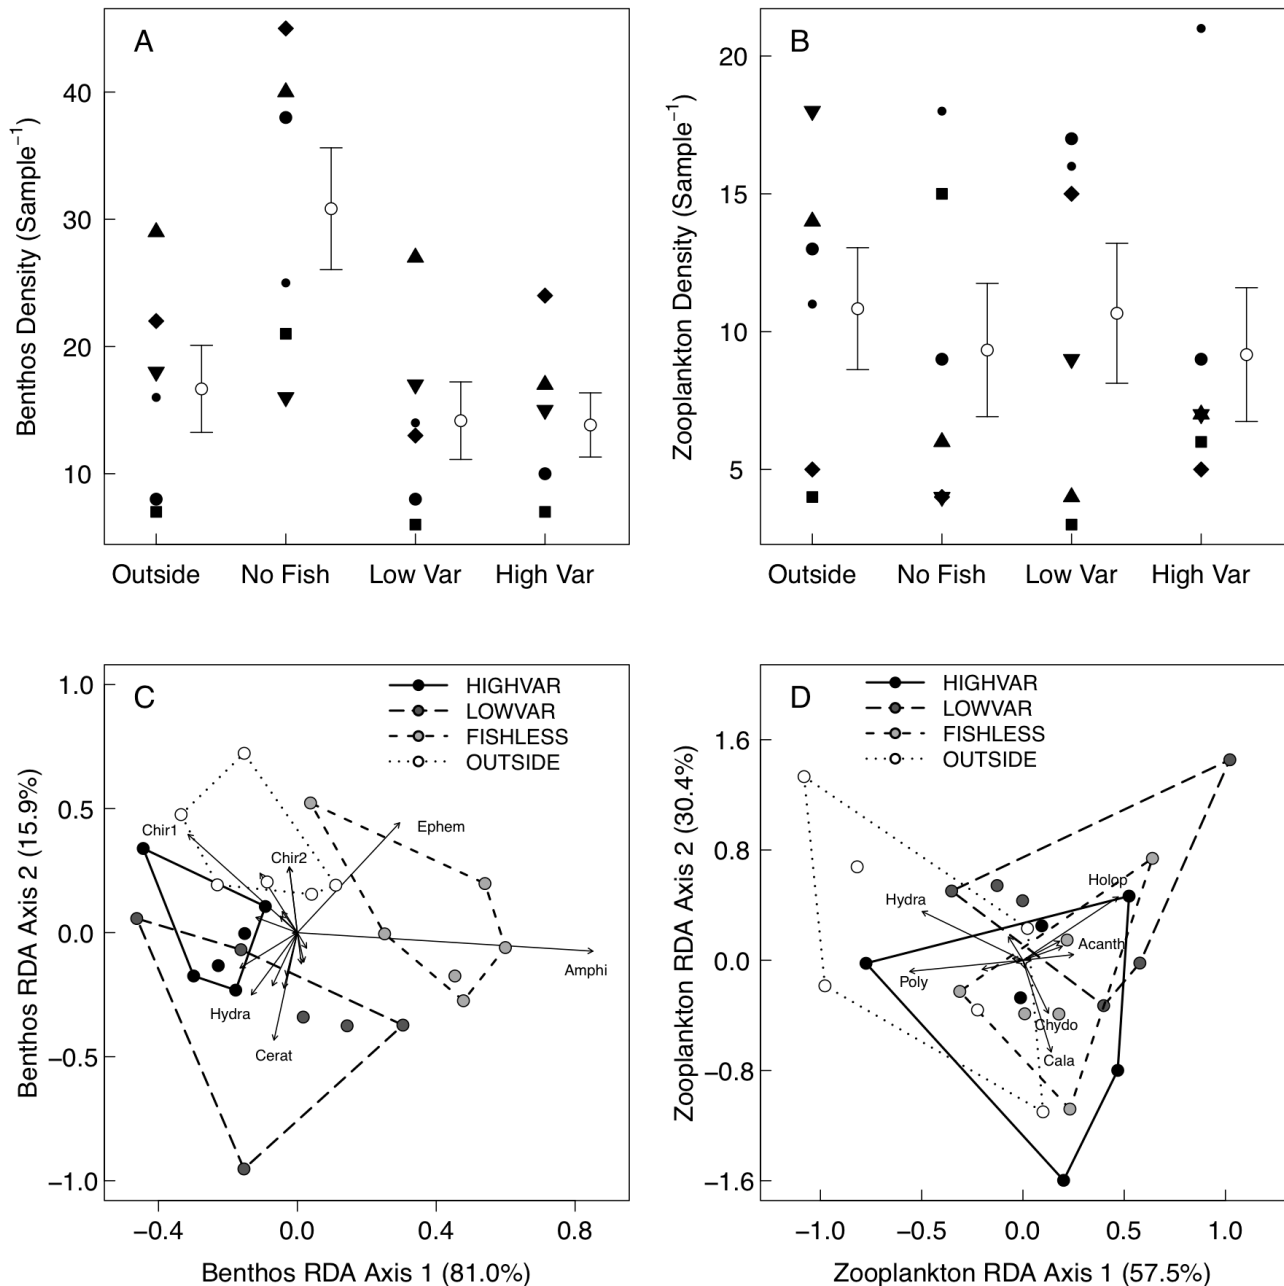 A
Benthos Density (Sample⁻¹)
40
30
20
10
Outside No Fish Low Var High Var
B
Zooplankton Density (Sample⁻¹)
20
15
10
5
Outside No Fish Low Var High Var
C
HIGHVAR
LOWVAR
FISHLESS
OUTSIDE
Benthos RDA Axis 2 (15.9%)
1.0
0.5
0.0
−0.5
−1.0
Chir1
Chir2
Ephem
Amphi
Hydra
Cerat
−0.4 0.0 0.4 0.8
Benthos RDA Axis 1 (81.0%)
D
HIGHVAR
LOWVAR
FISHLESS
OUTSIDE
Zooplankton RDA Axis 2 (30.4%)
1.6
0.8
0.0
−0.8
−1.6
Holop
Hydra
Acanth
Poly
Chydo
Cala
−1.0 −0.5 0.0 0.5 1.0
Zooplankton RDA Axis 1 (57.5%)